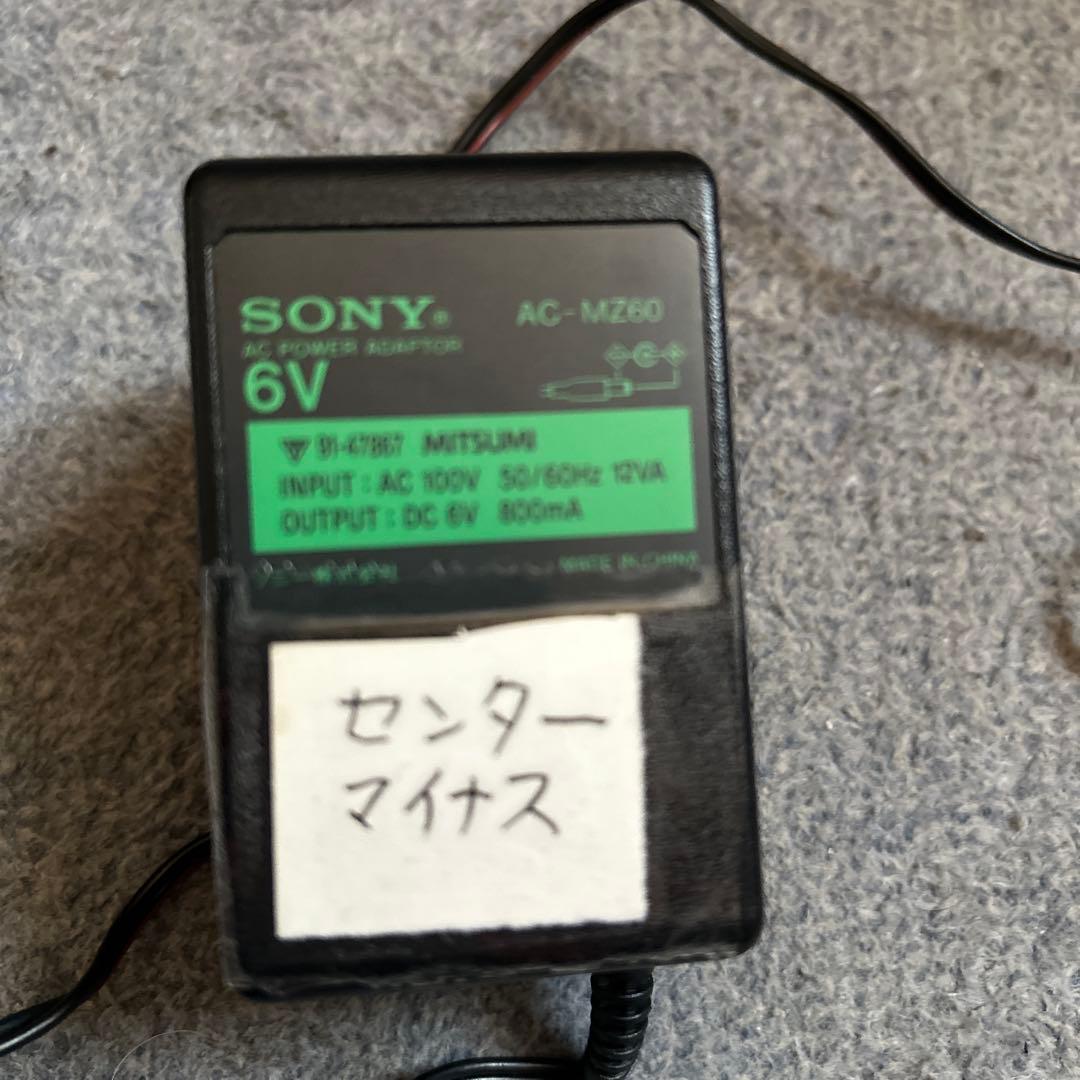 SONY®
AC-MZ60
AC POWER ADAPTOR
6V
91-47867 MITSUMI
INPUT : AC 100V 50/60Hz 12VA
OUTPUT : DC 6V 800mA
MADE IN CHINA
センター
マイナス